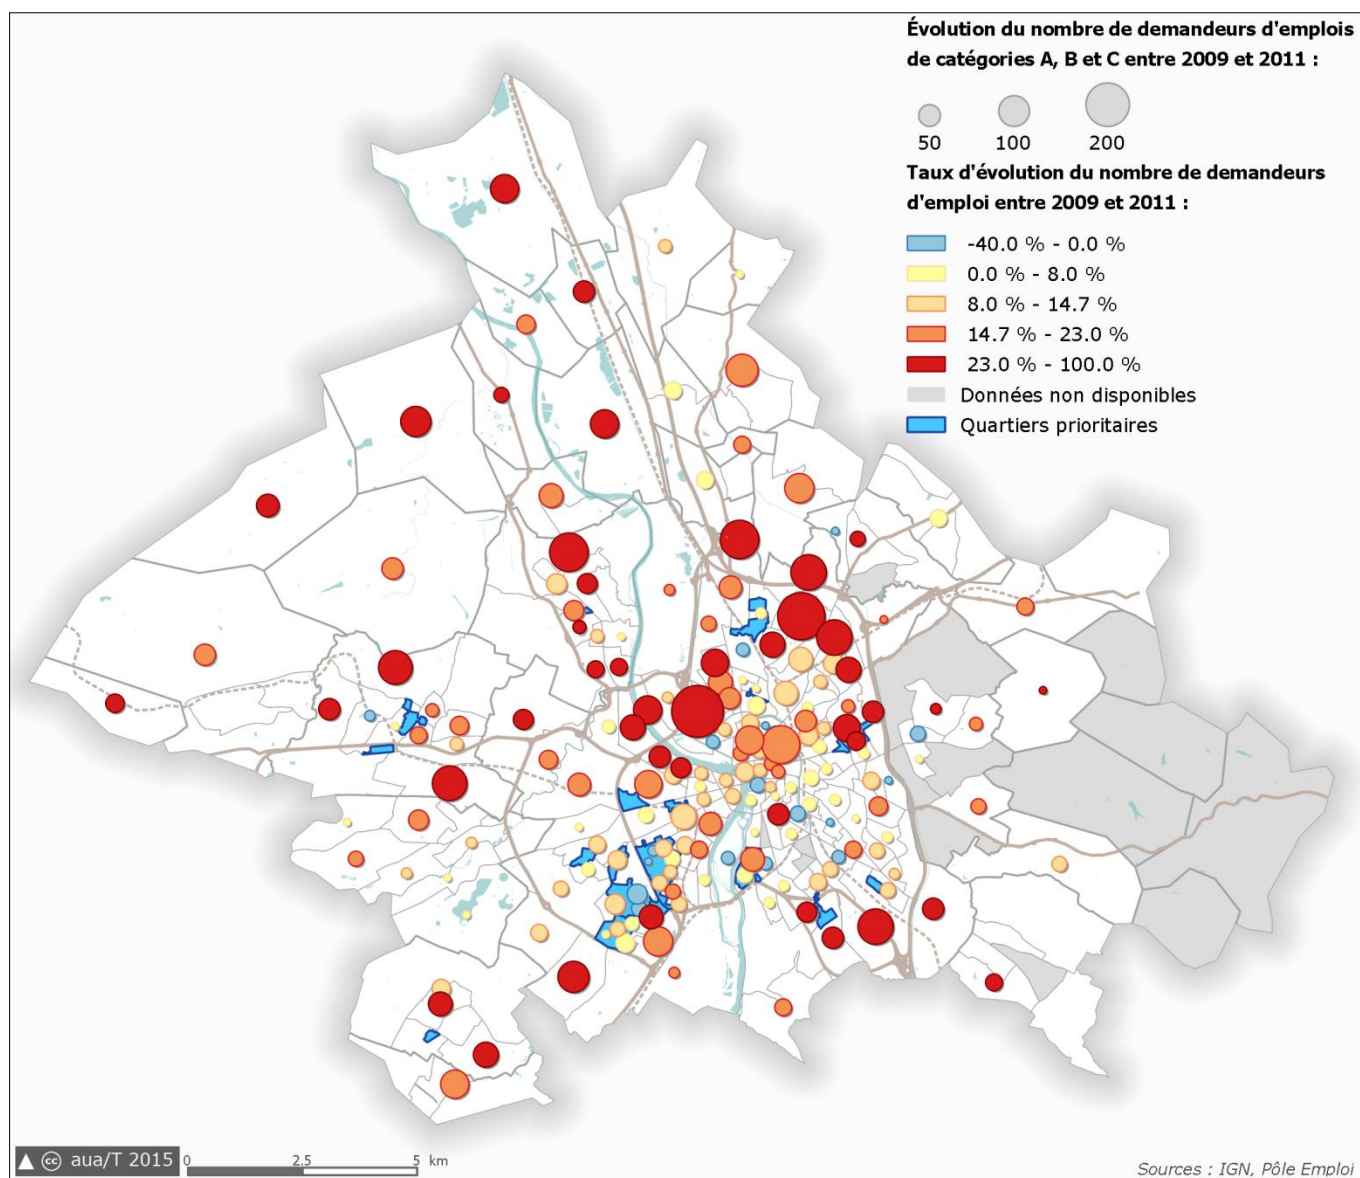 Évolution du nombre de demandeurs d'emplois
de catégories A, B et C entre 2009 et 2011 :
50 100 200
Taux d'évolution du nombre de demandeurs
d'emploi entre 2009 et 2011 :
-40.0 % - 0.0 %
0.0 % - 8.0 %
8.0 % - 14.7 %
14.7 % - 23.0 %
23.0 % - 100.0 %
Données non disponibles
Quartiers prioritaires
cc aua/T 2015
0 2.5 5 km
Sources : IGN, Pôle Emploi